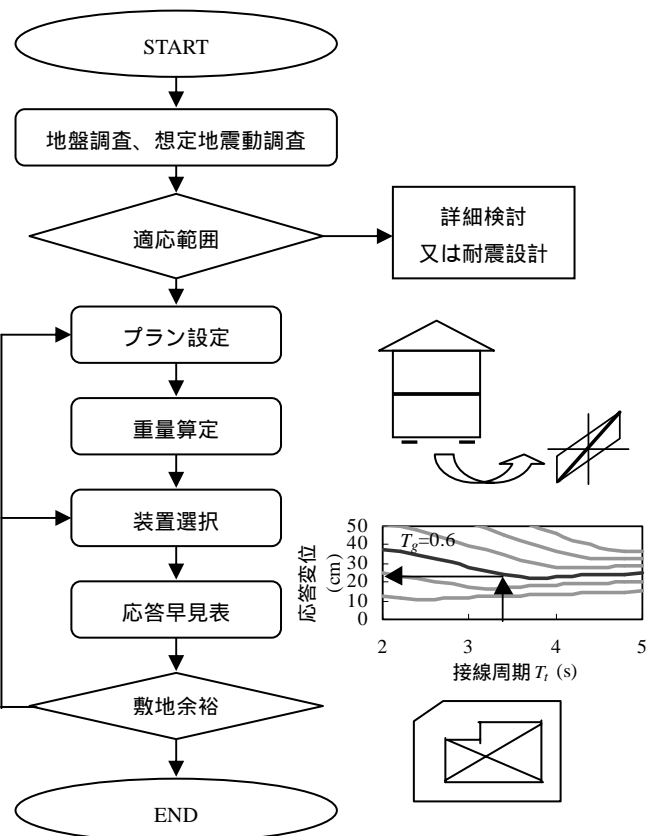 START
地盤調査、想定地震動調査
適応範囲
詳細検討
又は耐震設計
プラン設定
重量算定
装置選択
応答早見表
応答変位
(cm)
50
40
30
20
10
0
Tg=0.6
2 3 4 5
接線周期 Tt (s)
敷地余裕
END